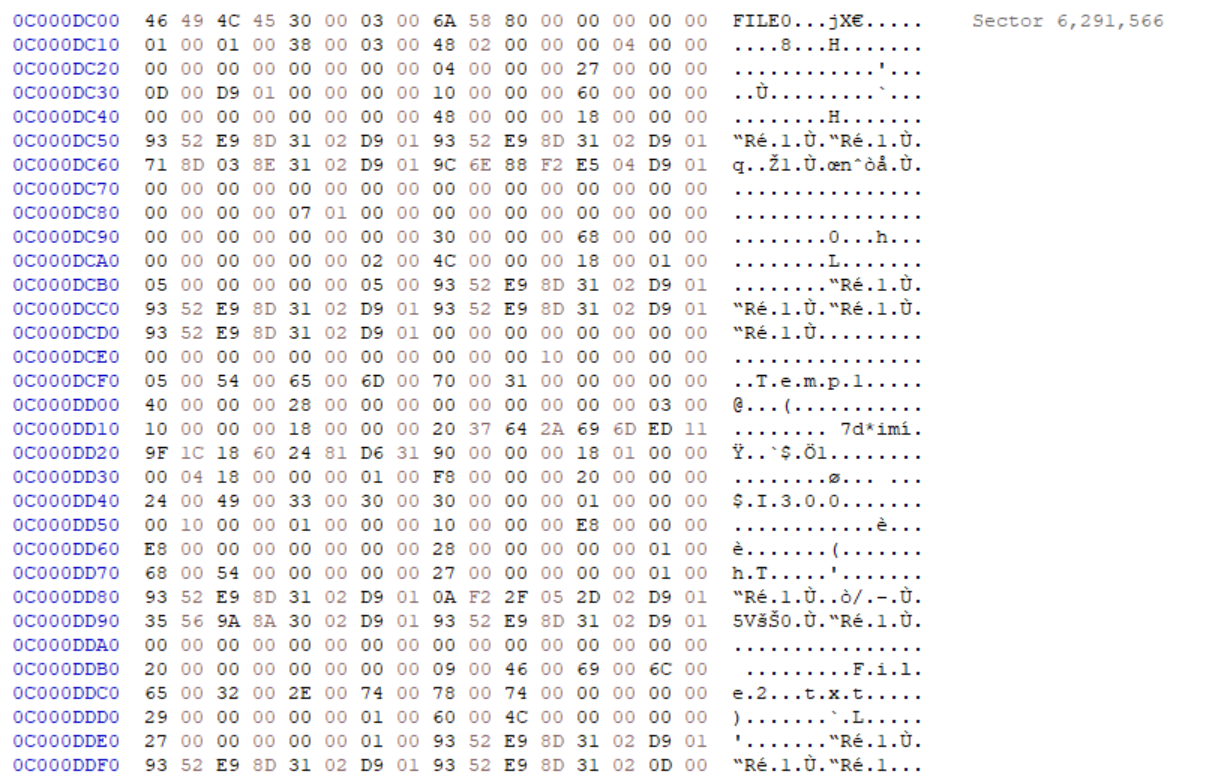 0C000DC00 46 49 4C 45 30 00 03 00 6A 58 80 00 00 00 00 00 FILE0...jX€..... Sector 6,291,566
0C000DC10 01 00 01 00 38 00 03 00 48 02 00 00 00 04 00 00 ....8...H.......
0C000DC20 00 00 00 00 00 00 00 00 04 00 00 00 27 00 00 00 ............'...
0C000DC30 0D 00 D9 01 00 00 00 00 10 00 00 00 60 00 00 00 ..Ù.........`...
0C000DC40 00 00 00 00 00 00 00 00 48 00 00 00 18 00 00 00 ........H.......
0C000DC50 93 52 E9 8D 31 02 D9 01 93 52 E9 8D 31 02 D9 01 “Ré.1.Ù.“Ré.1.Ù.
0C000DC60 71 8D 03 8E 31 02 D9 01 9C 6E 88 F2 E5 04 D9 01 q..Ž1.Ù.œnˆòå.Ù.
0C000DC70 00 00 00 00 00 00 00 00 00 00 00 00 00 00 00 00 ................
0C000DC80 00 00 00 00 07 01 00 00 00 00 00 00 00 00 00 00 ................
0C000DC90 00 00 00 00 00 00 00 00 30 00 00 00 68 00 00 00 ........0...h...
0C000DCA0 00 00 00 00 00 00 02 00 4C 00 00 00 18 00 01 00 ........L.......
0C000DCB0 05 00 00 00 00 00 05 00 93 52 E9 8D 31 02 D9 01 ........“Ré.1.Ù.
0C000DCC0 93 52 E9 8D 31 02 D9 01 93 52 E9 8D 31 02 D9 01 “Ré.1.Ù.“Ré.1.Ù.
0C000DCD0 93 52 E9 8D 31 02 D9 01 00 00 00 00 00 00 00 00 “Ré.1.Ù.........
0C000DCE0 00 00 00 00 00 00 00 00 00 00 00 10 00 00 00 00 ................
0C000DCF0 05 00 54 00 65 00 6D 00 70 00 31 00 00 00 00 00 ..T.e.m.p.1.....
0C000DD00 40 00 00 00 28 00 00 00 00 00 00 00 00 00 03 00 @...(...........
0C000DD10 10 00 00 00 18 00 00 00 20 37 64 2A 69 6D ED 11 ........ 7d*imí.
0C000DD20 9F 1C 18 60 24 81 D6 31 90 00 00 00 18 01 00 00 Ÿ..`$.Ö1........
0C000DD30 00 04 18 00 00 00 01 00 F8 00 00 00 20 00 00 00 ........ø... ...
0C000DD40 24 00 49 00 33 00 30 00 30 00 00 00 01 00 00 00 $.I.3.0.0.......
0C000DD50 00 10 00 00 01 00 00 00 10 00 00 00 E8 00 00 00 ............è...
0C000DD60 E8 00 00 00 00 00 00 00 28 00 00 00 00 00 01 00 è.......(.......
0C000DD70 68 00 54 00 00 00 00 00 27 00 00 00 00 00 01 00 h.T.....'.......
0C000DD80 93 52 E9 8D 31 02 D9 01 0A F2 2F 05 2D 02 D9 01 “Ré.1.Ù..ò/.-.Ù.
0C000DD90 35 56 9A 8A 30 02 D9 01 93 52 E9 8D 31 02 D9 01 5VšŠ0.Ù.“Ré.1.Ù.
0C000DDA0 00 00 00 00 00 00 00 00 00 00 00 00 00 00 00 00 ................
0C000DDB0 20 00 00 00 00 00 00 00 09 00 46 00 69 00 6C 00  .........F.i.l.
0C000DDC0 65 00 32 00 2E 00 74 00 78 00 74 00 00 00 00 00 e.2...t.x.t.....
0C000DDD0 29 00 00 00 00 00 01 00 60 00 4C 00 00 00 00 00 ).......`.L.....
0C000DDE0 27 00 00 00 00 00 01 00 93 52 E9 8D 31 02 D9 01 '.......“Ré.1.Ù.
0C000DDF0 93 52 E9 8D 31 02 D9 01 93 52 E9 8D 31 02 0D 00 “Ré.1.Ù.“Ré.1...